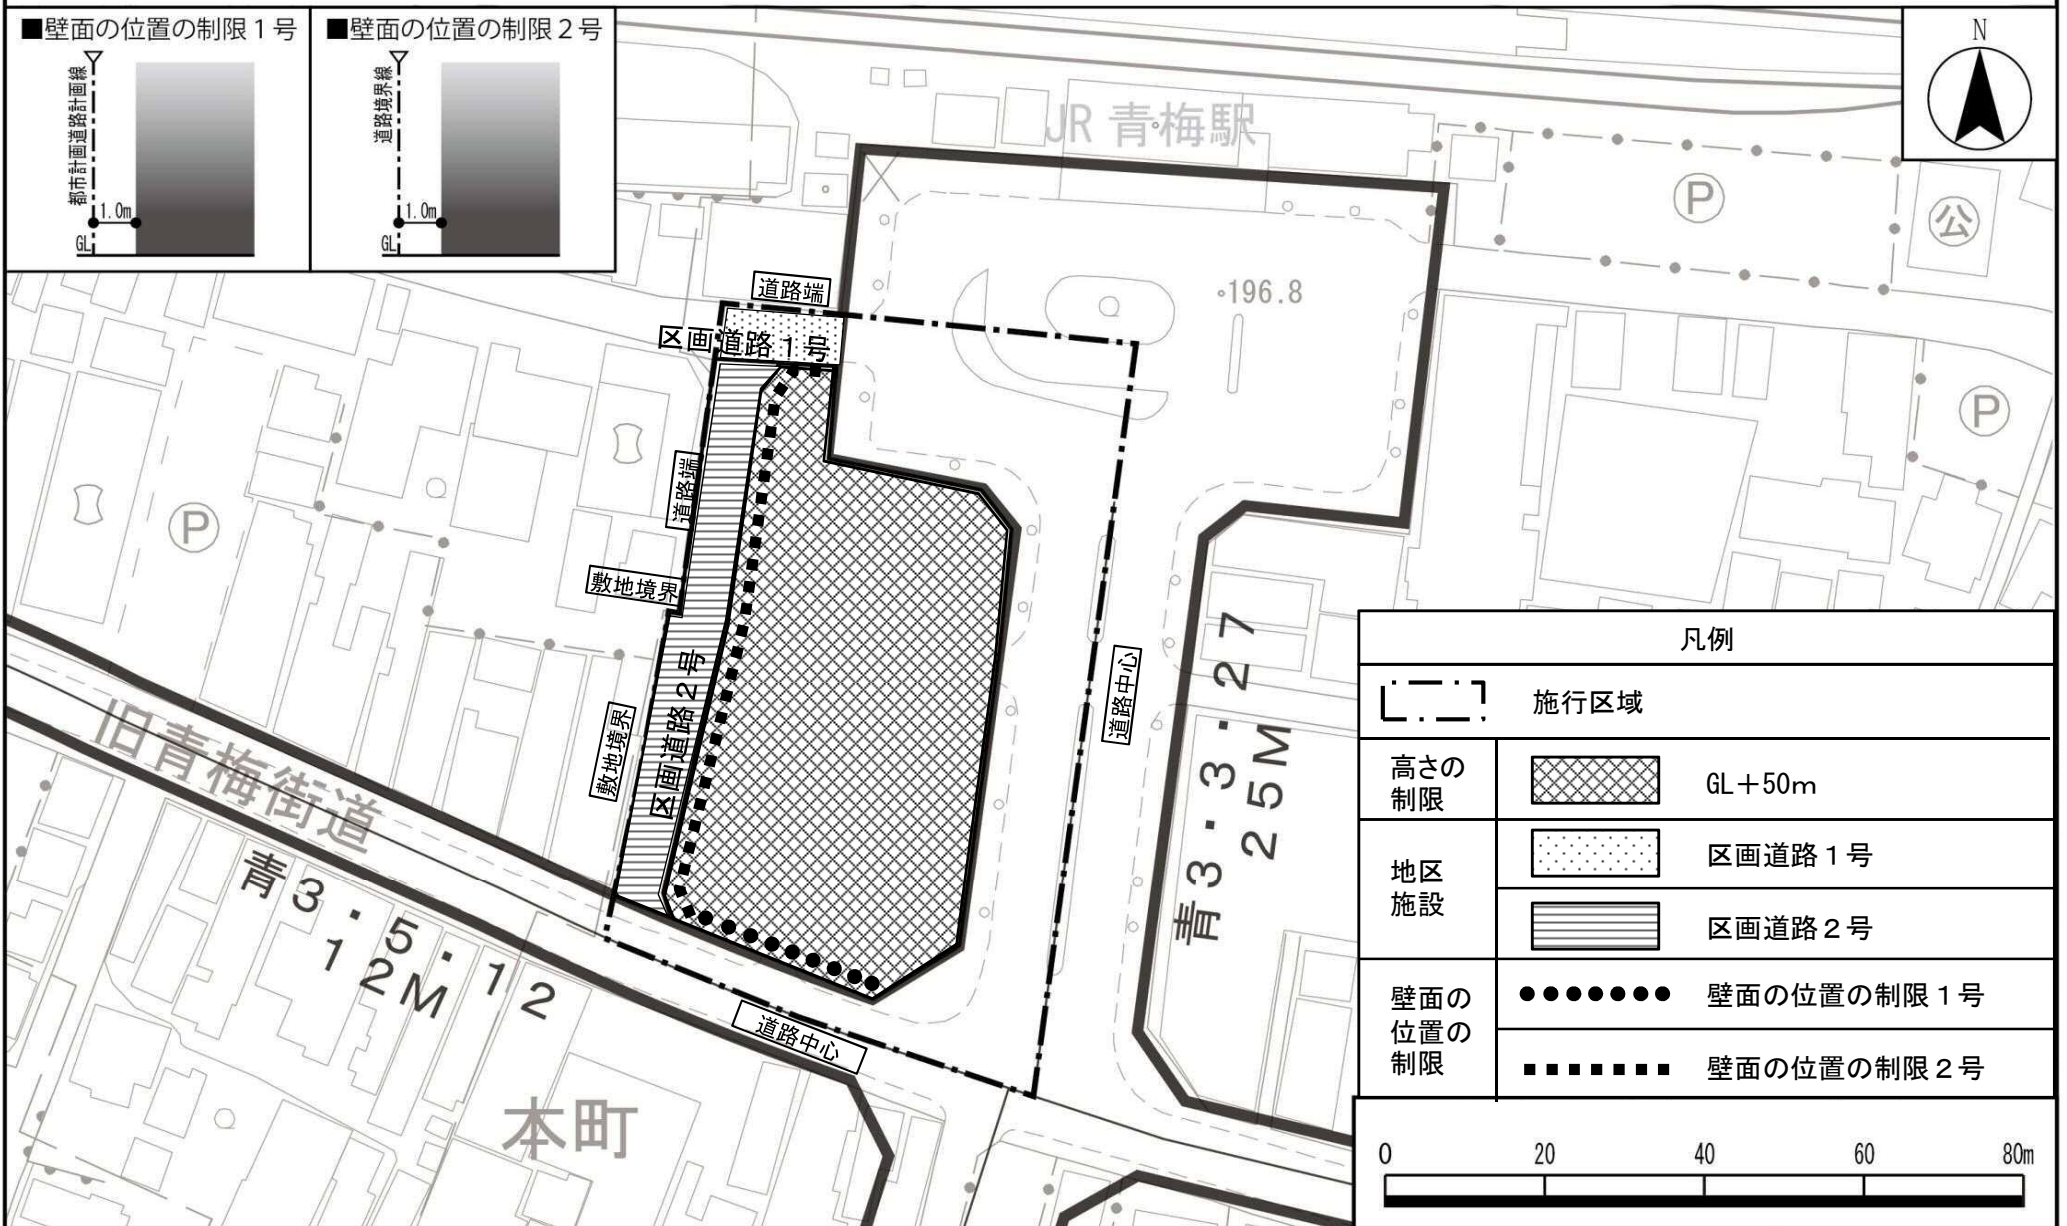 ■壁面の位置の制限１号
都市計画道路計画線
1.0m
GL
■壁面の位置の制限２号
道路境界線
1.0m
GL
N
JR 青梅駅
P
公
196.8
道路端
区画道路１号
P
道路端
P
敷地境界
区画道路２号
敷地境界
道路中心
青３・３・２７
２５Ｍ
旧青梅街道
青３・５・１２
１２Ｍ
道路中心
本町
凡例
施行区域
高さの
制限
GL＋50m
地区
施設
区画道路１号
区画道路２号
壁面の
位置の
制限
壁面の位置の制限１号
壁面の位置の制限２号
0 20 40 60 80m